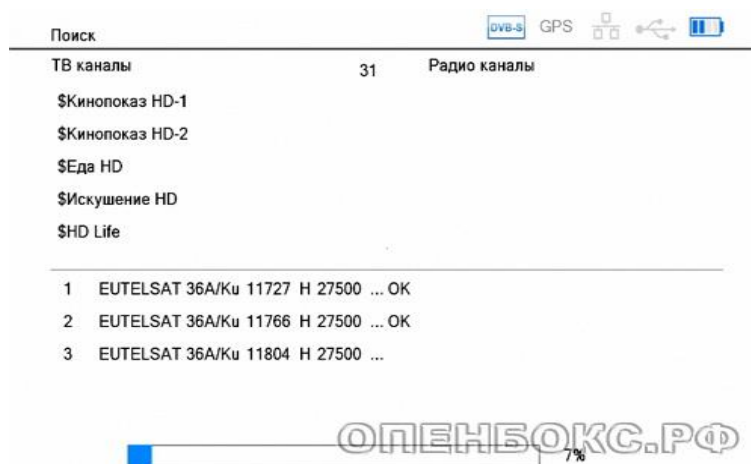 Поиск DVB-S GPS
ТВ каналы 31 Радио каналы
$Кинопоказ HD-1
$Кинопоказ HD-2
$Еда HD
$Искушение HD
$HD Life
1 EUTELSAT 36A/Ku 11727 H 27500 ... OK
2 EUTELSAT 36A/Ku 11766 H 27500 ... OK
3 EUTELSAT 36A/Ku 11804 H 27500 ...
ОПЕНБОКС.РФ
7%